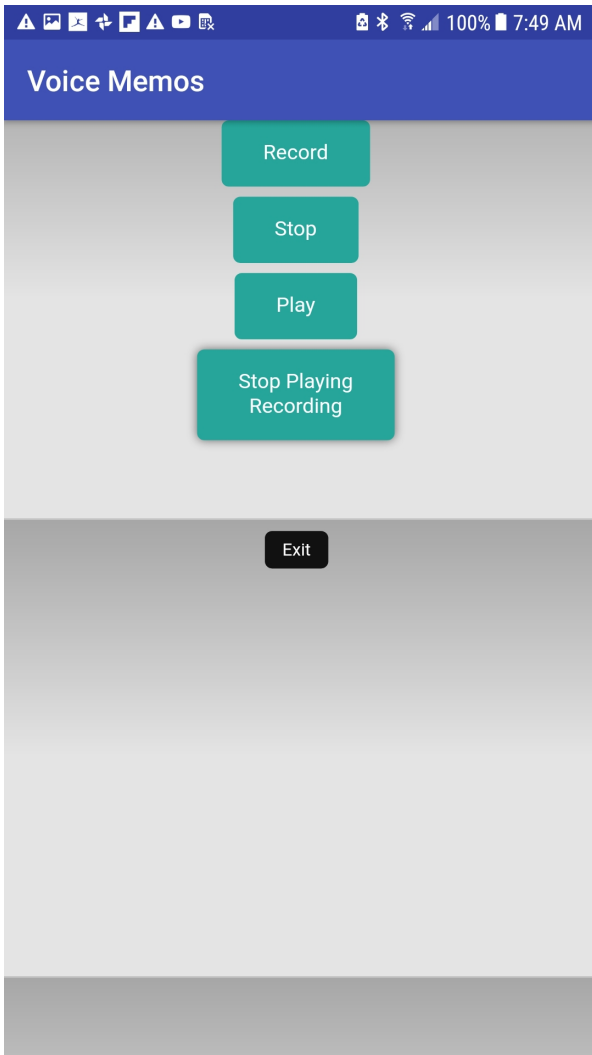 100% 7:49 AM
Voice Memos
Record
Stop
Play
Stop Playing
Recording
Exit